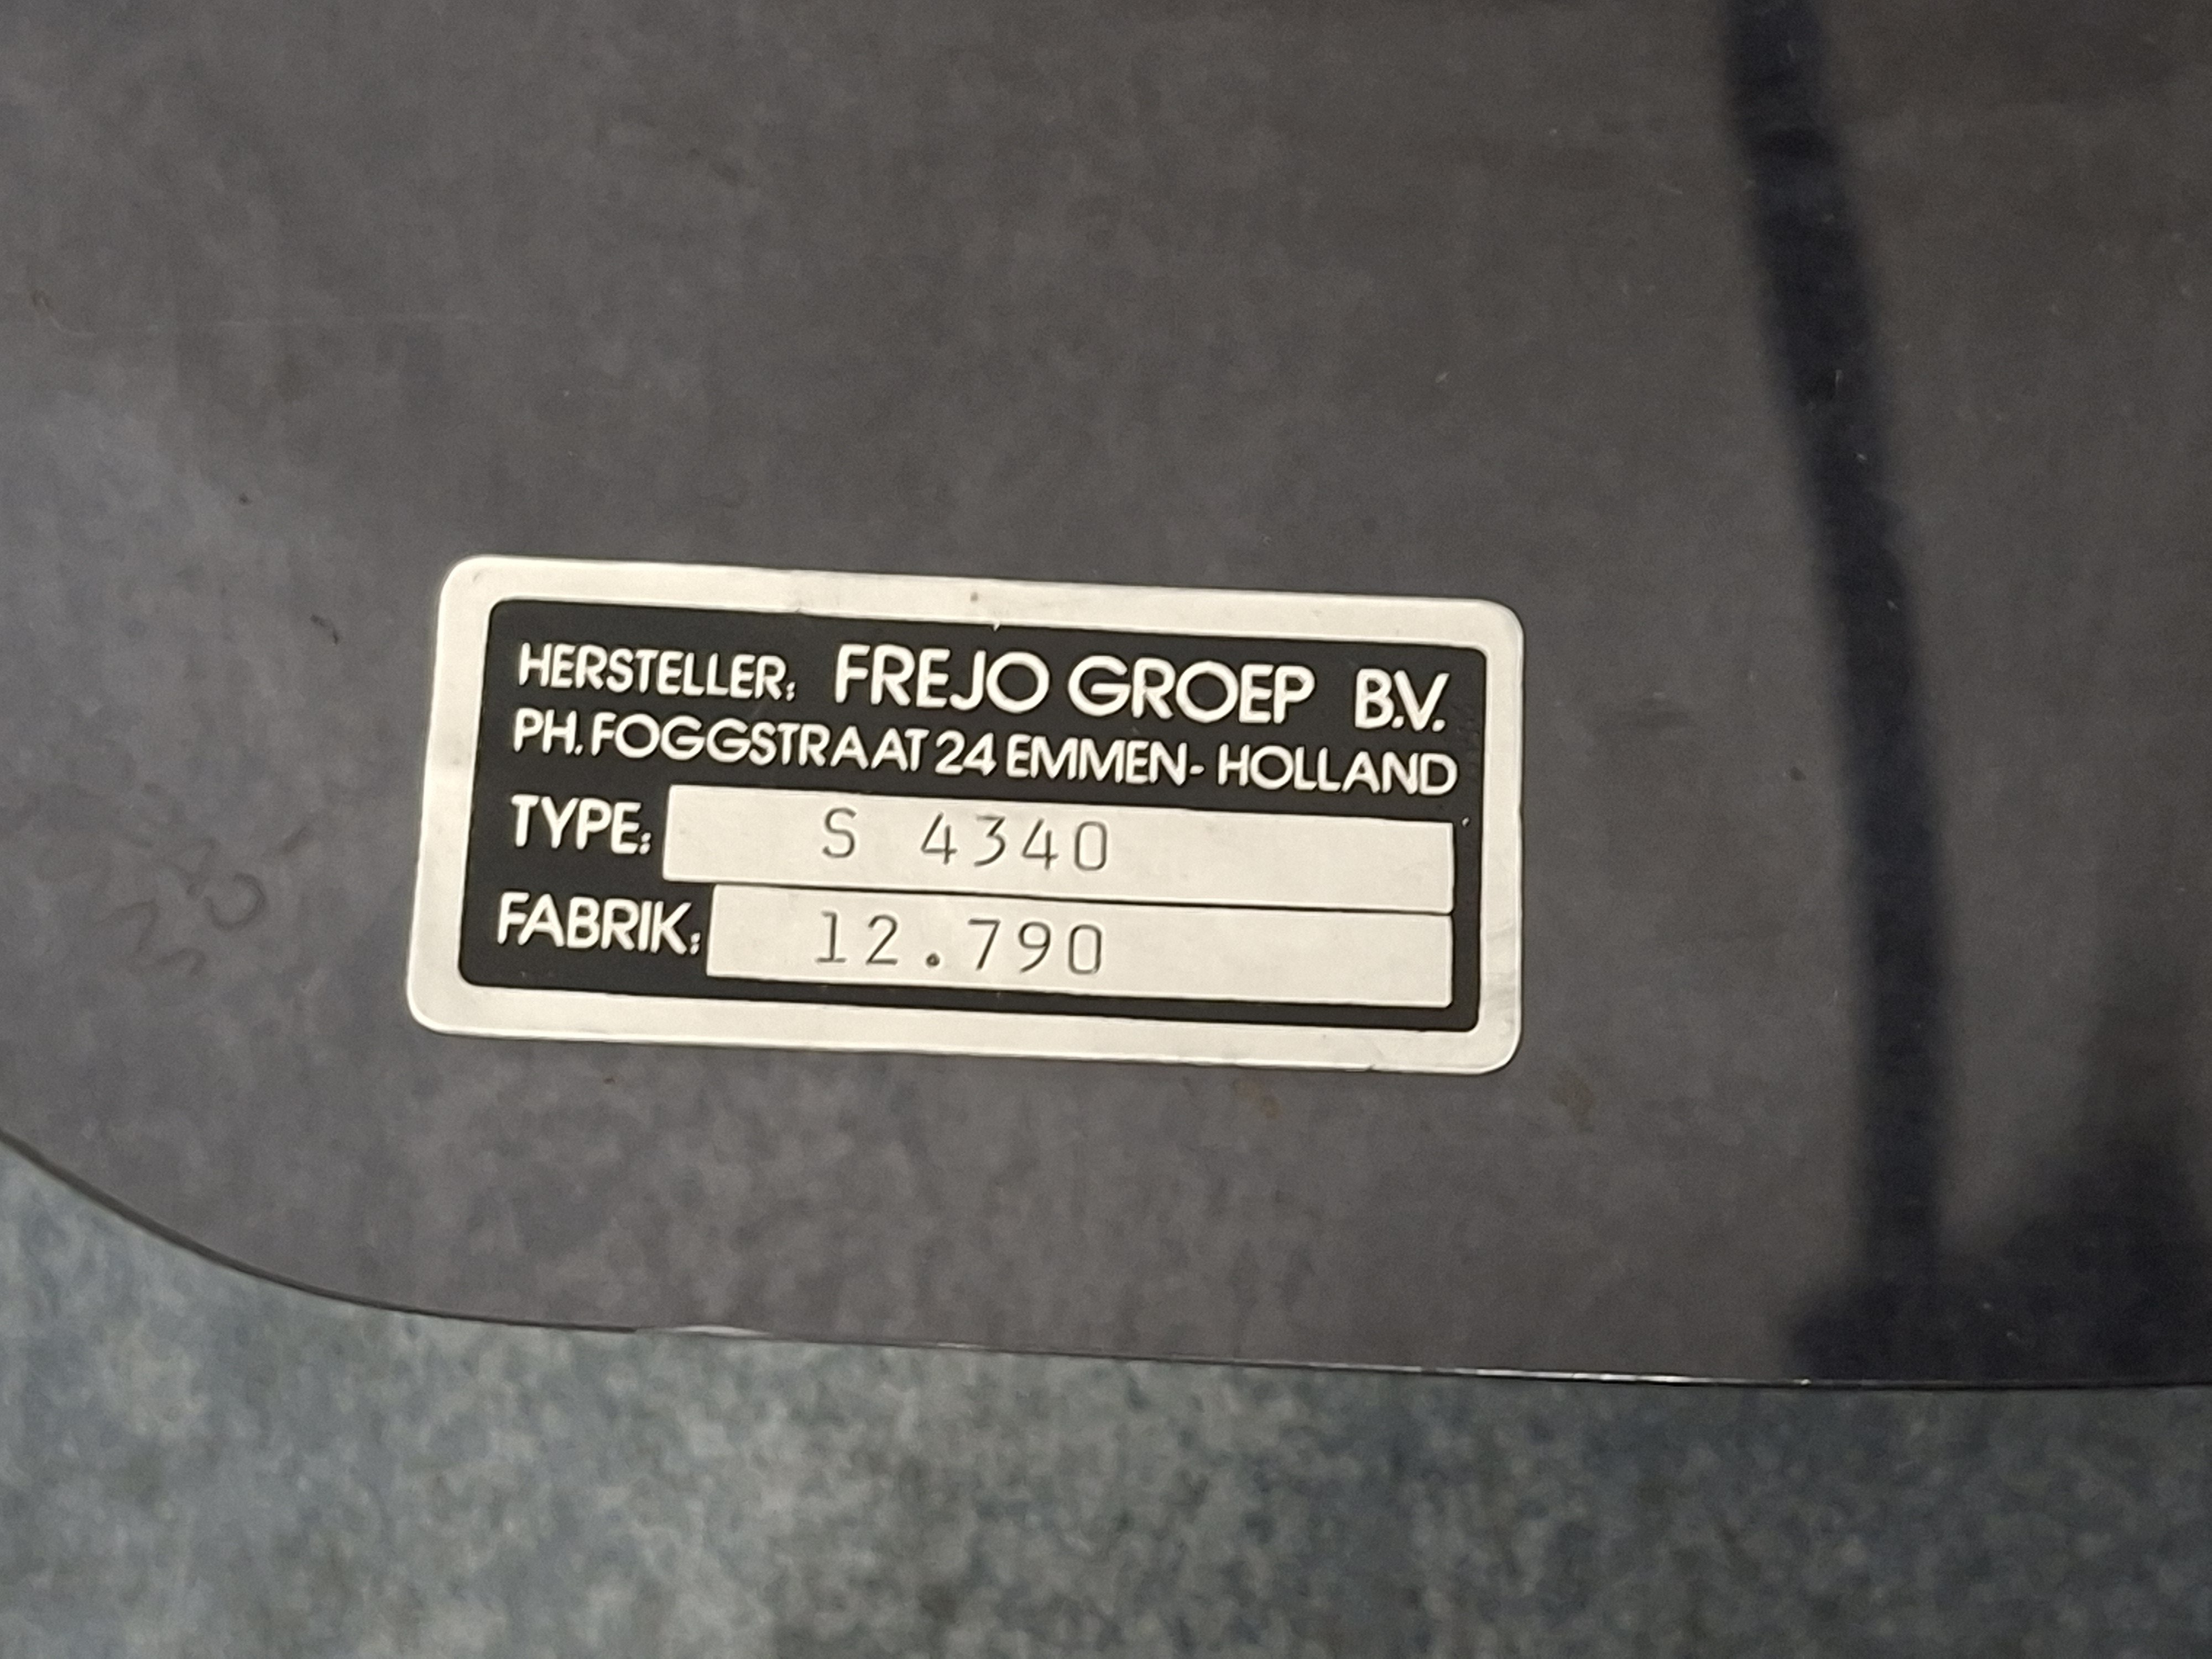 HERSTELLER: FREJO GROEP B.V.
PH. FOGGSTRAAT 24 EMMEN - HOLLAND
TYPE: S 4340
FABRIK: 12.790